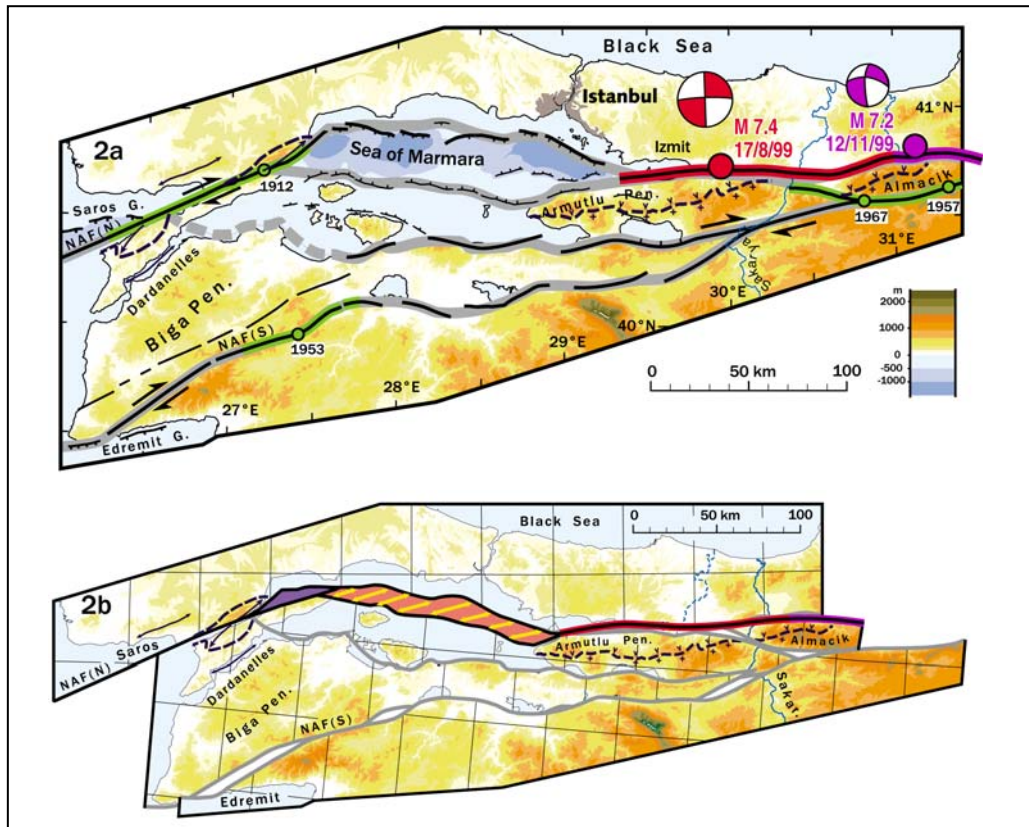 Black Sea
Istanbul
41°N
M 7.4
17/8/99
M 7.2
12/11/99
2a
Sea of Marmara
Izmit
1912
Saros G.
NAF(N)
Armutlu Pen.
Almacik
1967
1957
31°E
Dardanelles
Sakarya
30°E
Biga Pen.
NAF(S)
1953
40°N
29°E
28°E
27°E
Edremit G.
0 50 km 100
m
2000
1000
0
-500
-1000
2b
Black Sea
0 50 km 100
Saros
NAF(N)
Armutlu Pen.
Almacik
Dardanelles
Biga Pen.
NAF(S)
Sakar.
Edremit